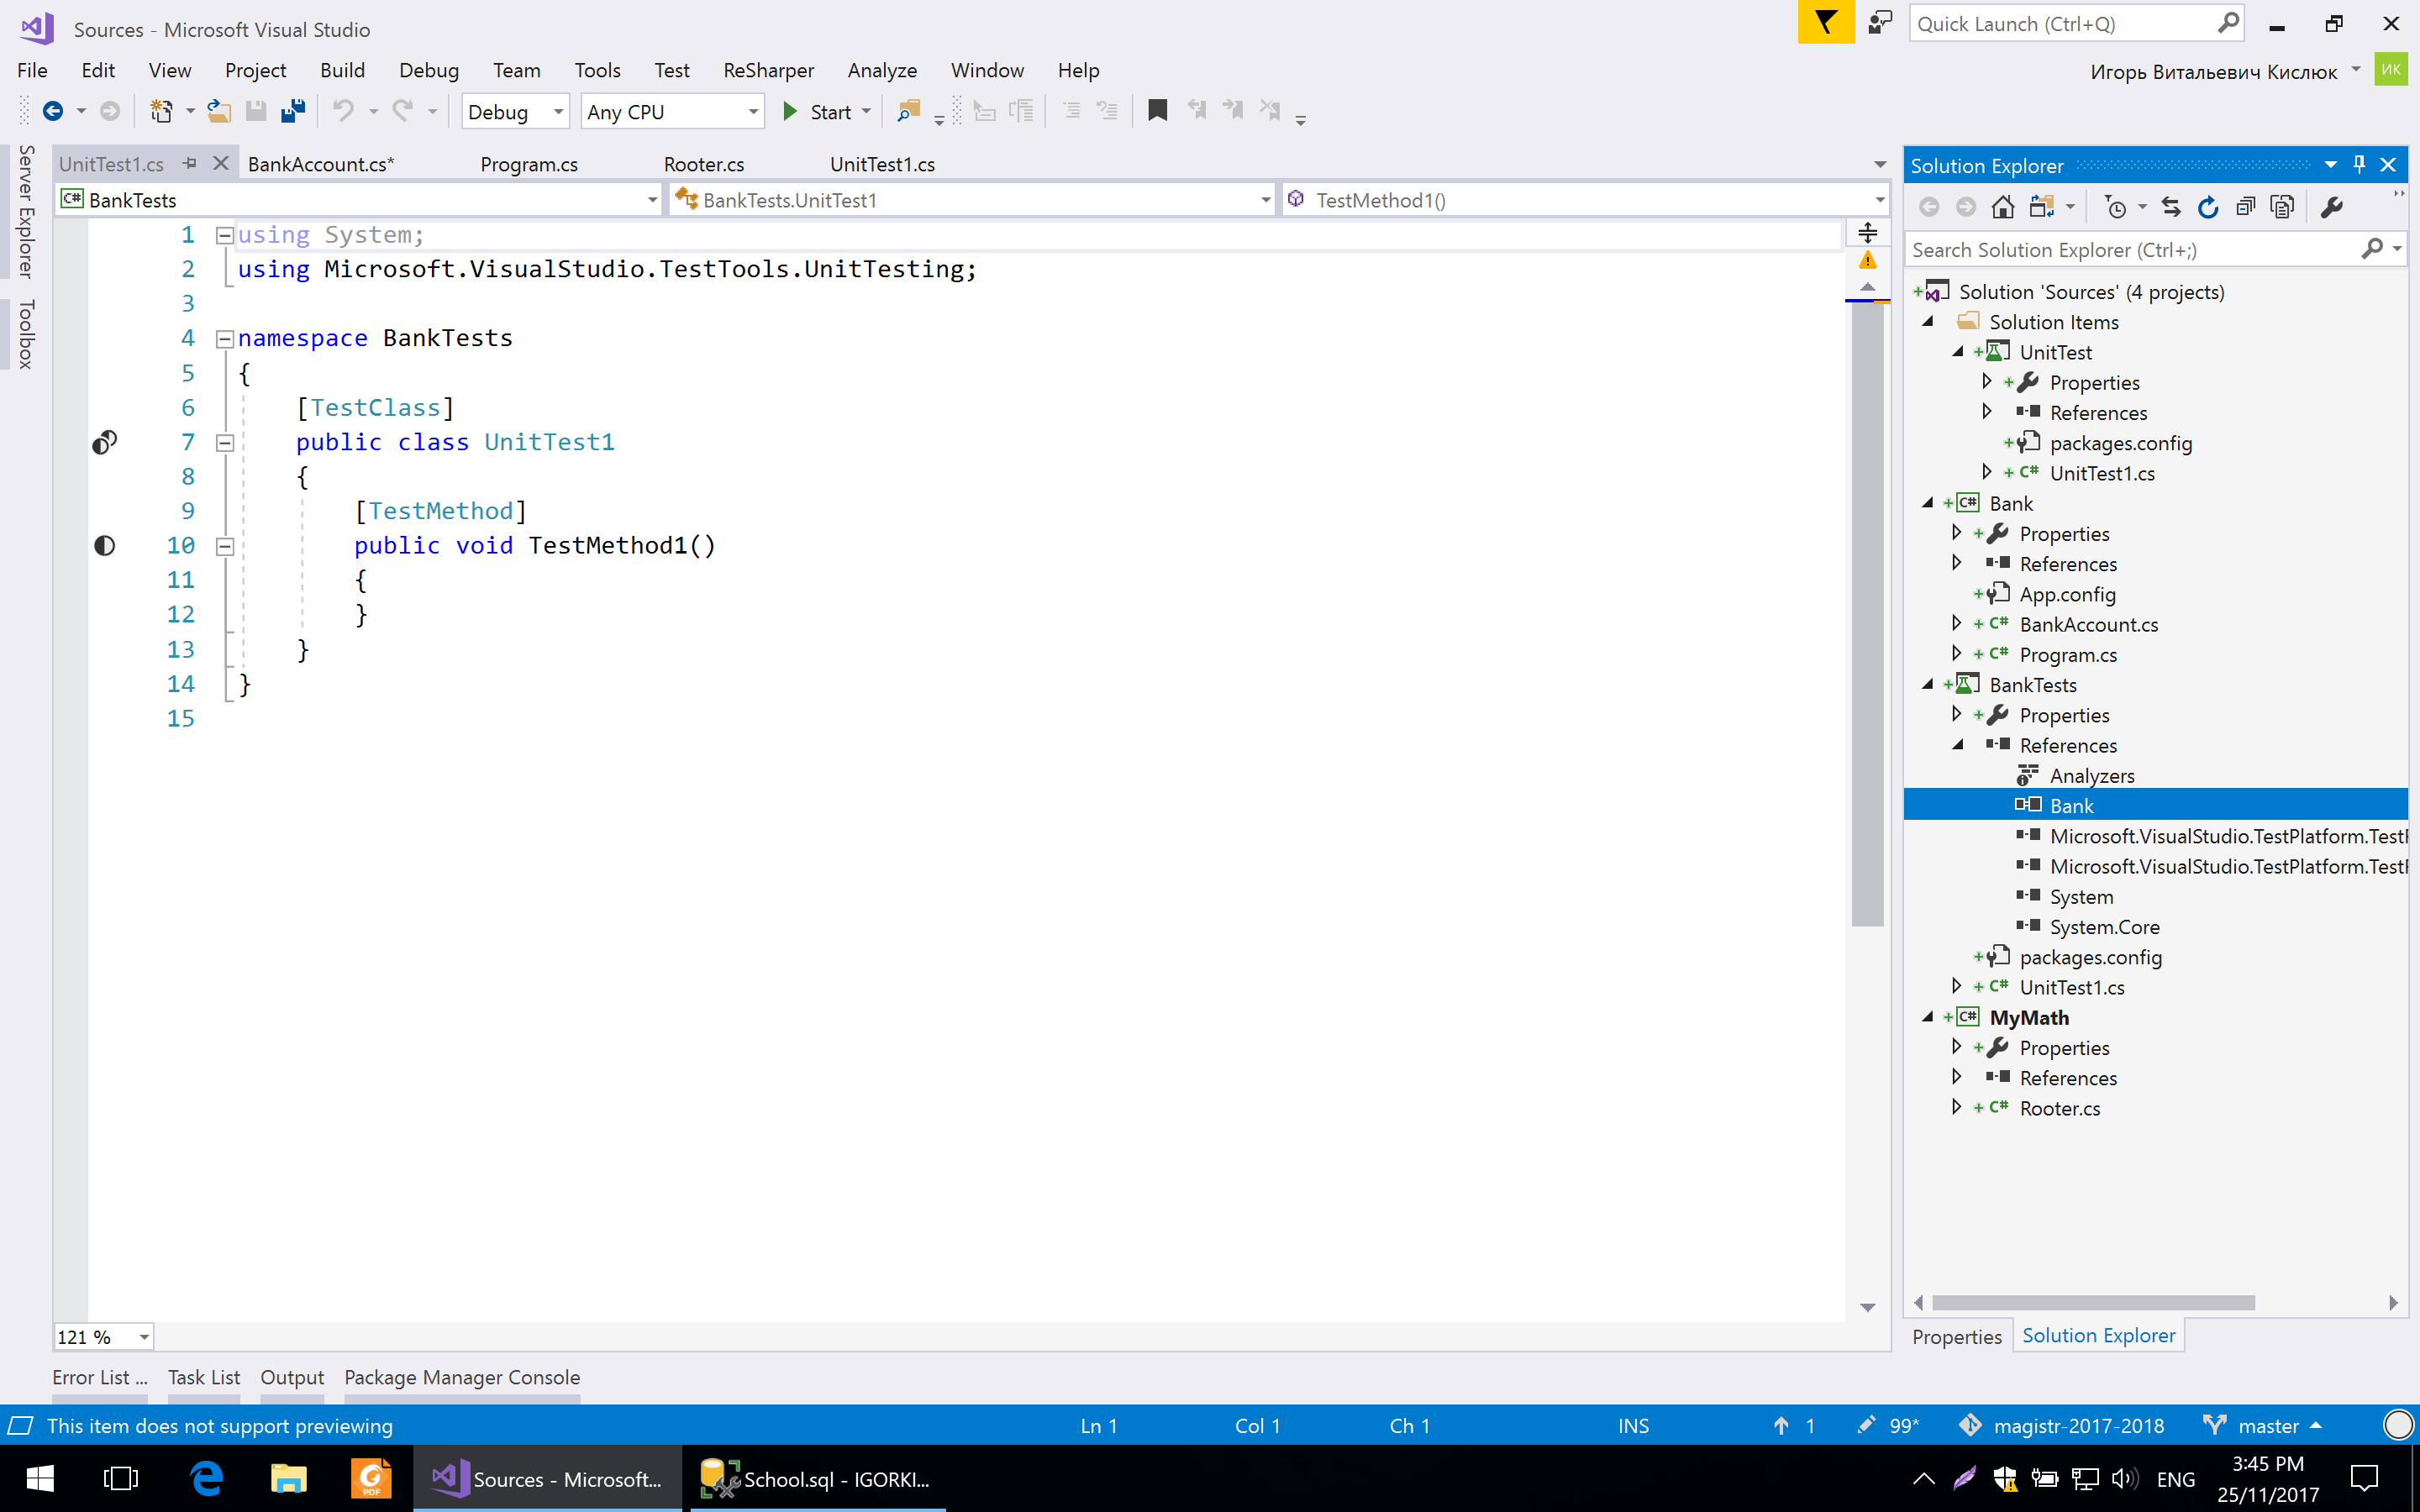 Sources - Microsoft Visual Studio
Quick Launch (Ctrl+Q)
File Edit View Project Build Debug Team Tools Test ReSharper Analyze Window Help
Игорь Витальевич Кислюк ИК
Debug Any CPU Start
Server Explorer
Toolbox
UnitTest1.cs BankAccount.cs* Program.cs Rooter.cs UnitTest1.cs
C# BankTests BankTests.UnitTest1 TestMethod1()
1 using System;
2 using Microsoft.VisualStudio.TestTools.UnitTesting;
3
4 namespace BankTests
5 {
6 [TestClass]
7 public class UnitTest1
8 {
9 [TestMethod]
10 public void TestMethod1()
11 {
12 }
13 }
14 }
15
121 %
Solution Explorer
Search Solution Explorer (Ctrl+;)
Solution 'Sources' (4 projects)
Solution Items
UnitTest
Properties
References
packages.config
C# UnitTest1.cs
C# Bank
Properties
References
App.config
C# BankAccount.cs
C# Program.cs
BankTests
Properties
References
Analyzers
Bank
Microsoft.VisualStudio.TestPlatform.Test
Microsoft.VisualStudio.TestPlatform.Test
System
System.Core
packages.config
C# UnitTest1.cs
C# MyMath
Properties
References
C# Rooter.cs
Properties Solution Explorer
Error List ... Task List Output Package Manager Console
This item does not support previewing Ln 1 Col 1 Ch 1 INS 1 99* magistr-2017-2018 master
PDF Sources - Microsoft... School.sql - IGORKI... ENG 3:45 PM
25/11/2017